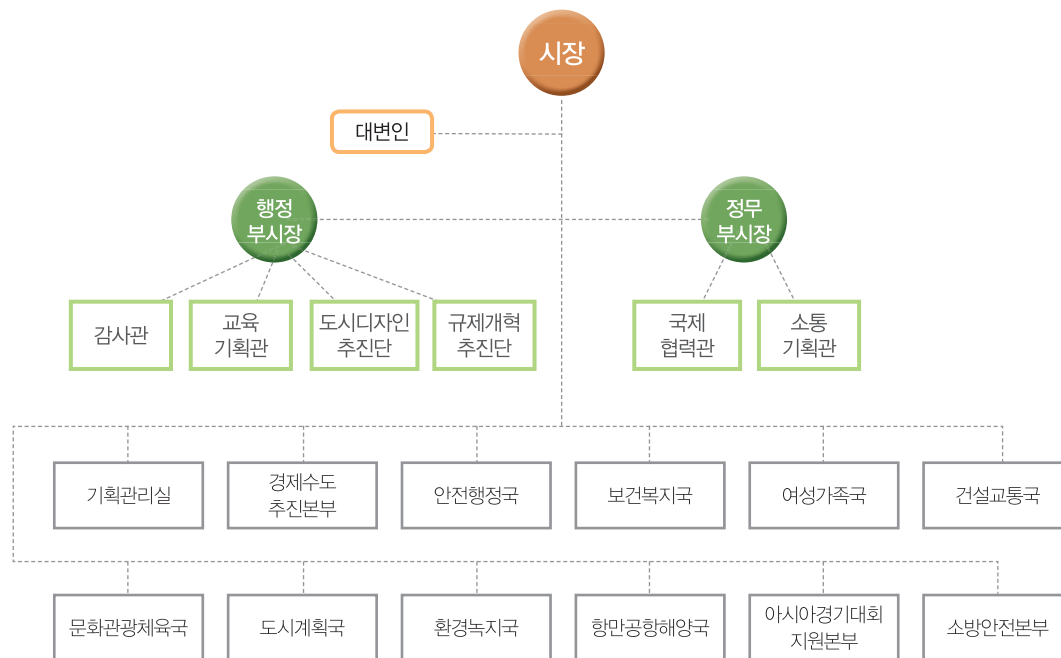 시장
대변인
행정
부시장
정무
부시장
감사관
교육
기획관
도시디자인
추진단
규제개혁
추진단
국제
협력관
소통
기획관
기획관리실
경제수도
추진본부
안전행정국
보건복지국
여성가족국
건설교통국
문화관광체육국
도시계획국
환경녹지국
항만공항해양국
아시아경기대회
지원본부
소방안전본부